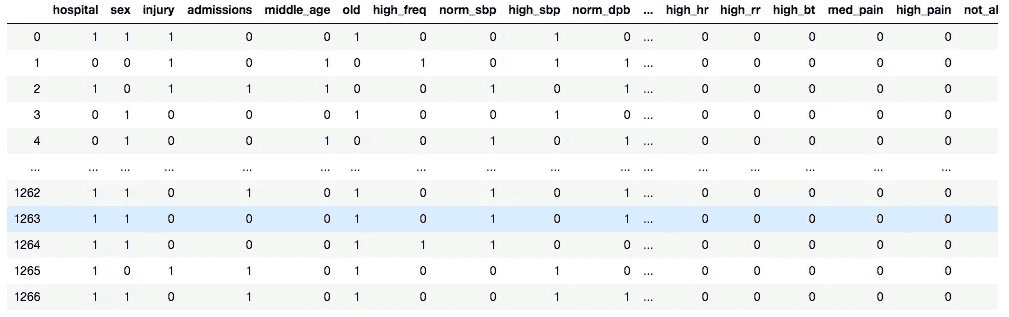 hospital sex injury admissions middle_age old high_freq norm_sbp high_sbp norm_dpb ... high_hr high_rr high_bt med_pain high_pain not_al
0 1 1 1 0 0 1 0 0 1 0 ... 0 0 0 0 0
1 0 0 1 0 1 0 1 0 1 1 ... 0 0 0 0 0
2 1 0 1 1 1 0 0 1 0 1 ... 0 0 0 0 0
3 0 1 0 0 0 1 0 0 1 0 ... 0 0 0 0 0
4 0 1 0 0 1 0 0 1 0 1 ... 0 0 0 0 0
... ... ... ... ... ... ... ... ... ... ... ... ... ... ... ... ...
1262 1 1 0 1 0 1 0 1 0 1 ... 0 0 0 0 0
1263 1 1 0 0 0 1 0 1 0 1 ... 0 0 0 0 0
1264 1 1 0 0 0 1 1 1 0 0 ... 0 0 0 0 0
1265 1 0 1 1 0 1 0 0 1 0 ... 0 0 0 0 0
1266 1 1 0 1 0 1 0 0 1 1 ... 0 0 0 0 0